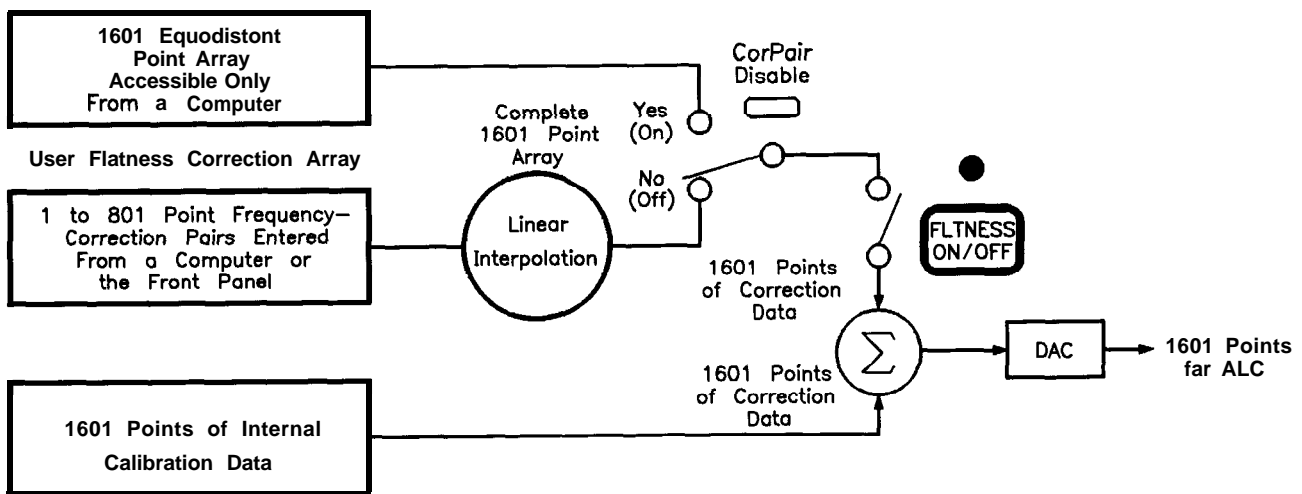 1601 Equodistont
Point Array
Accessible Only
From a Computer
User Flatness Correction Array
1 to 801 Point Frequency–
Correction Pairs Entered
From a Computer or
the Front Panel
1601 Points of Internal
Calibration Data
Complete
1601 Point
Array
Linear
Interpolation
CorPair
Disable
Yes
(On)
No
(Off)
FLTNESS
ON/OFF
1601 Points
of Correction
Data
Σ
1601 Points
of Correction
Data
DAC
1601 Points
far ALC